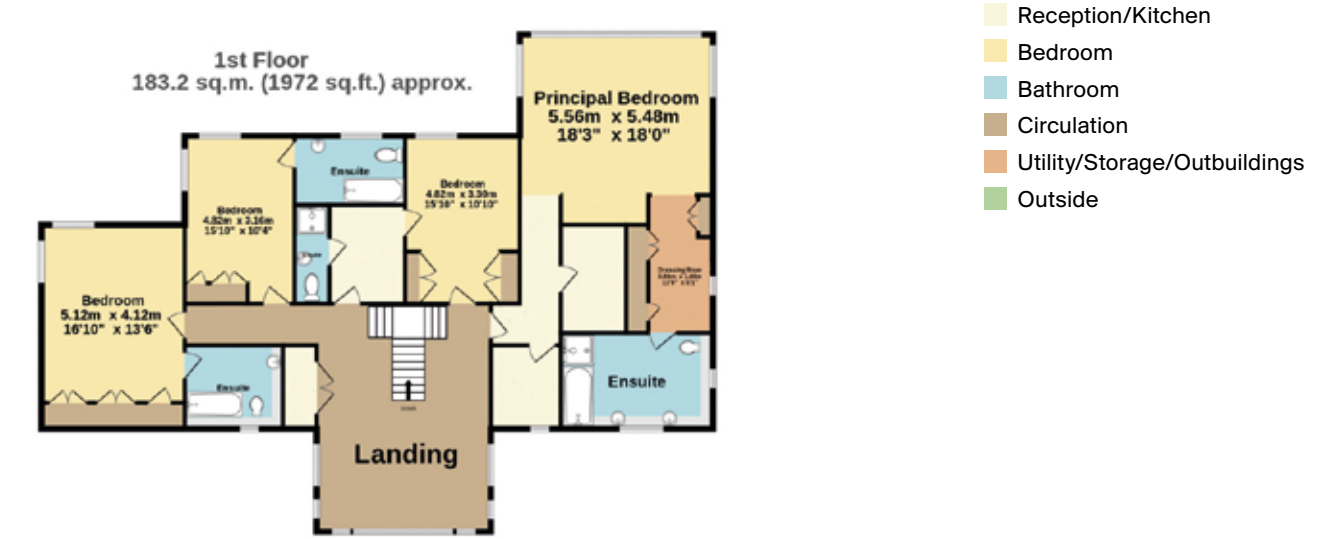 1st Floor
183.2 sq.m. (1972 sq.ft.) approx.
Principal Bedroom
5.56m x 5.48m
18'3" x 18'0"
Ensuite
Bedroom
4.82m x 3.30m
15'10" x 10'10"
Bedroom
4.82m x 3.16m
15'10" x 10'4"
Dressing Room
Bedroom
5.12m x 4.12m
16'10" x 13'6"
Ensuite
Ensuite
Landing
Reception/Kitchen
Bedroom
Bathroom
Circulation
Utility/Storage/Outbuildings
Outside